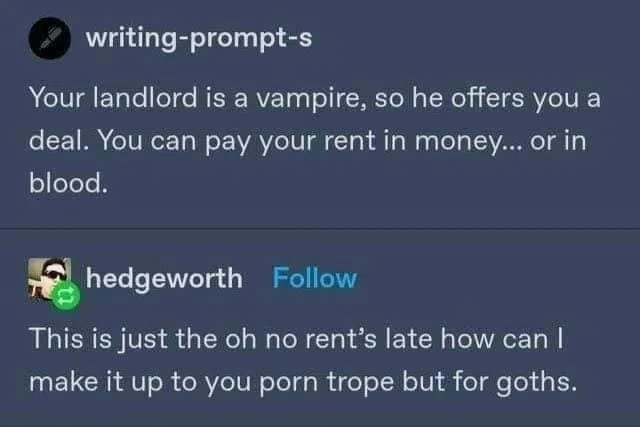 writing-prompt-s
Your landlord is a vampire, so he offers you a
deal. You can pay your rent in money... or in
blood.
hedgeworth Follow
This is just the oh no rent's late how can I
make it up to you porn trope but for goths.